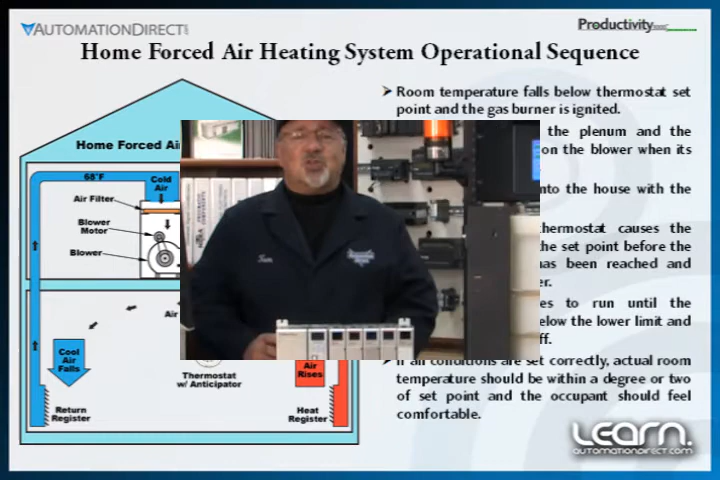 AUTOMATIONDIRECT
Productivity
Home Forced Air Heating System Operational Sequence
Room temperature falls below thermostat set
point and the gas burner is ignited.
the plenum and the
on the blower when its
nto the house with the
hermostat causes the
he set point before the
has been reached and
er.
es to run until the
elow the lower limit and
ff.
If all conditions are set correctly, actual room
temperature should be within a degree or two
of set point and the occupant should feel
comfortable.
Home Forced Ai
68°F
Cold
Air
Air Filter
Blower
Motor
Blower
Ai
Cool
Air
Falls
Thermostat
w/ Anticipator
Air
Rises
Return
Register
Heat
Register
LEARN.
AUTOMATIONDIRECT.COM